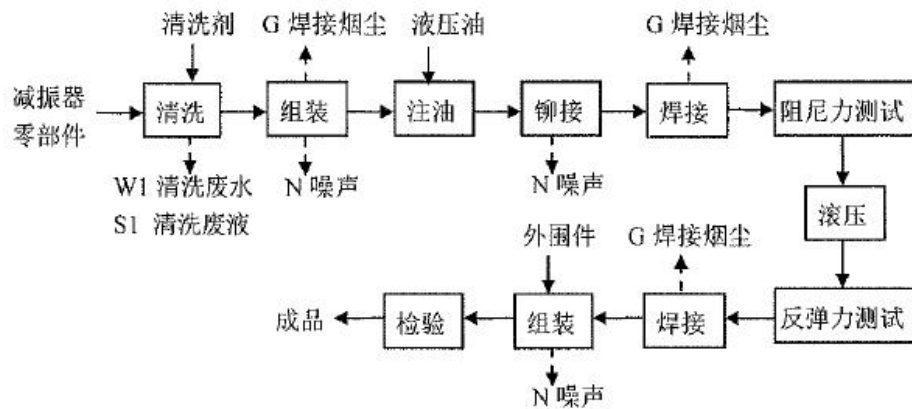 清洗剂
G 焊接烟尘
液压油
G 焊接烟尘
减振器
零部件
清洗
组装
注油
铆接
焊接
阻尼力测试
W1 清洗废水
S1 清洗废液
N 噪声
N 噪声
滚压
外围件
G 焊接烟尘
成品
检验
组装
焊接
反弹力测试
N 噪声